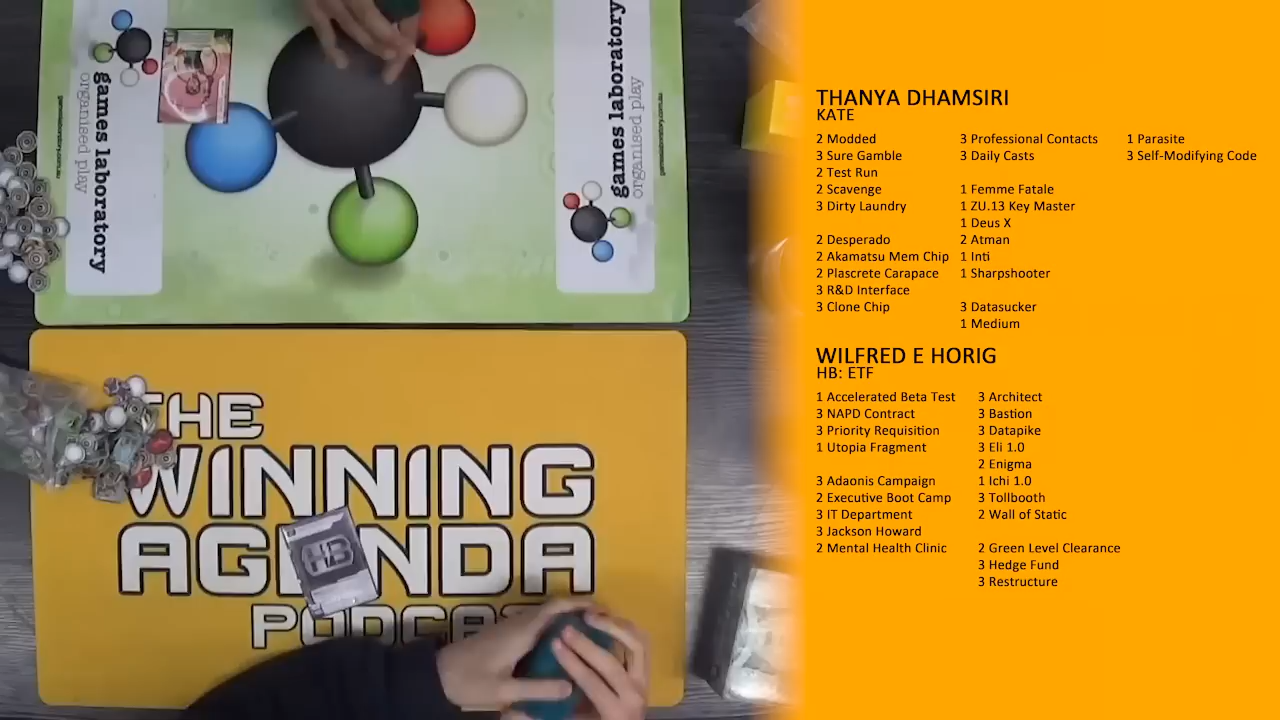 games laboratory
organised play
games laboratory
organised play
THE
WINNING
AGENDA
HB
THANYA DHAMSIRI
KATE
2 Modded
3 Sure Gamble
2 Test Run
2 Scavenge
3 Dirty Laundry
2 Desperado
2 Akamatsu Mem Chip
2 Plascrete Carapace
3 R&D Interface
3 Clone Chip
3 Professional Contacts
3 Daily Casts
1 Femme Fatale
1 ZU.13 Key Master
1 Deus X
2 Atman
1 Inti
1 Sharpshooter
3 Datasucker
1 Medium
1 Parasite
3 Self-Modifying Code
WILFRED E HORIG
HB: ETF
1 Accelerated Beta Test
3 NAPD Contract
3 Priority Requisition
1 Utopia Fragment
3 Adaonis Campaign
2 Executive Boot Camp
3 IT Department
3 Jackson Howard
2 Mental Health Clinic
3 Architect
3 Bastion
3 Datapike
3 Eli 1.0
2 Enigma
1 Ichi 1.0
3 Tollbooth
2 Wall of Static
2 Green Level Clearance
3 Hedge Fund
3 Restructure